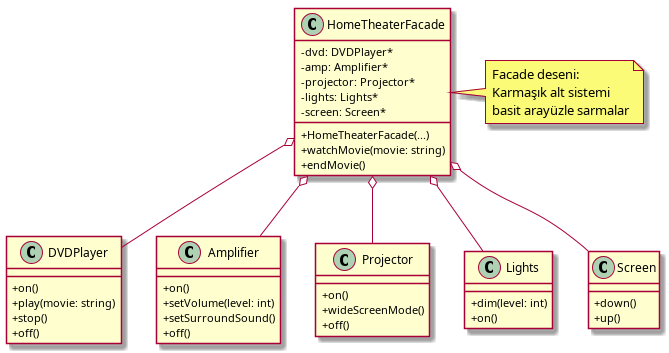 C HomeTheaterFacade
-dvd: DVDPlayer*
-amp: Amplifier*
-projector: Projector*
-lights: Lights*
-screen: Screen*
+HomeTheaterFacade(...)
+watchMovie(movie: string)
+endMovie()
Facade deseni:
Karmaşık alt sistemi
basit arayüzle sarmalar
C DVDPlayer
+on()
+play(movie: string)
+stop()
+off()
C Amplifier
+on()
+setVolume(level: int)
+setSurroundSound()
+off()
C Projector
+on()
+wideScreenMode()
+off()
C Lights
+dim(level: int)
+on()
C Screen
+down()
+up()